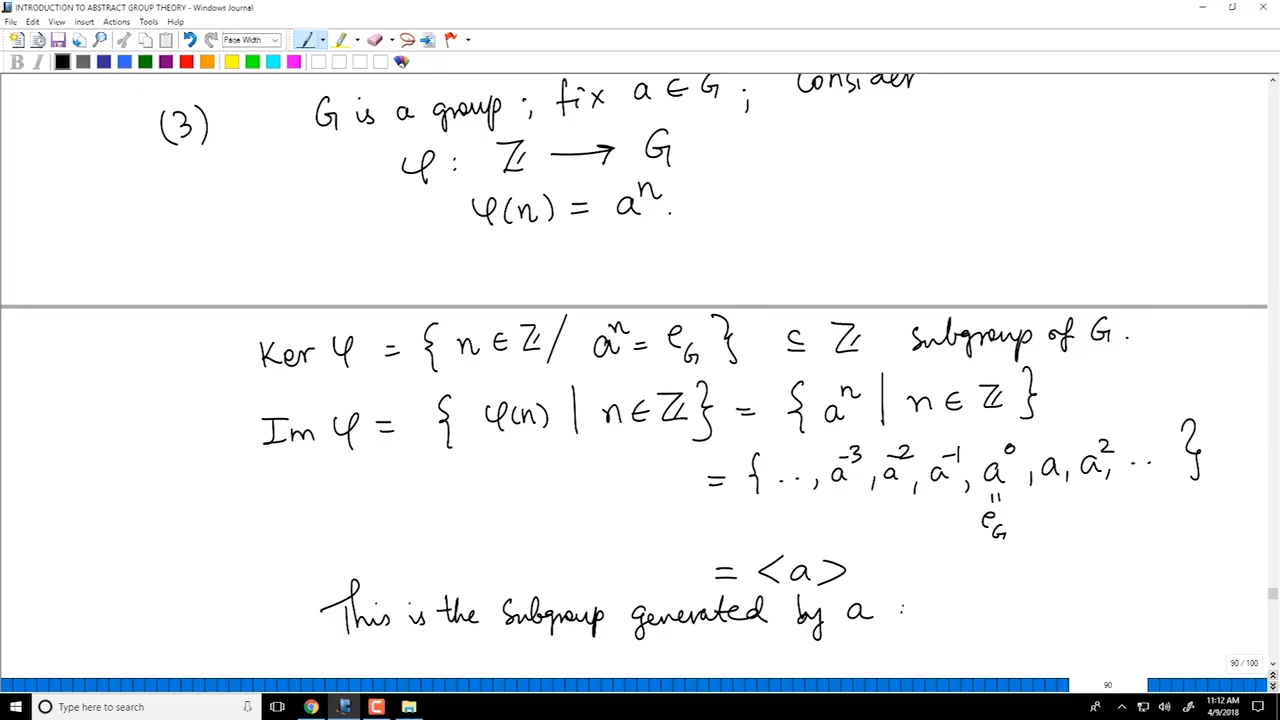 INTRODUCTION TO ABSTRACT GROUP THEORY - Windows Journal
File Edit View Insert Actions Tools Help
Page Width
B I
(3) G is a group ; fix a ∈ G ; consider
φ : ℤ ⟶ G
φ(n) = aⁿ.
Ker φ = { n ∈ ℤ / aⁿ = e_G } ⊆ ℤ subgroup of G.
Im φ = { φ(n) | n ∈ ℤ } = { aⁿ | n ∈ ℤ }
= { .., a⁻³, a⁻², a⁻¹, a⁰, a, a², .. }
=
e_G
= <a>
This is the subgroup generated by a :
90 / 100
90
Type here to search
11:12 AM
4/9/2018